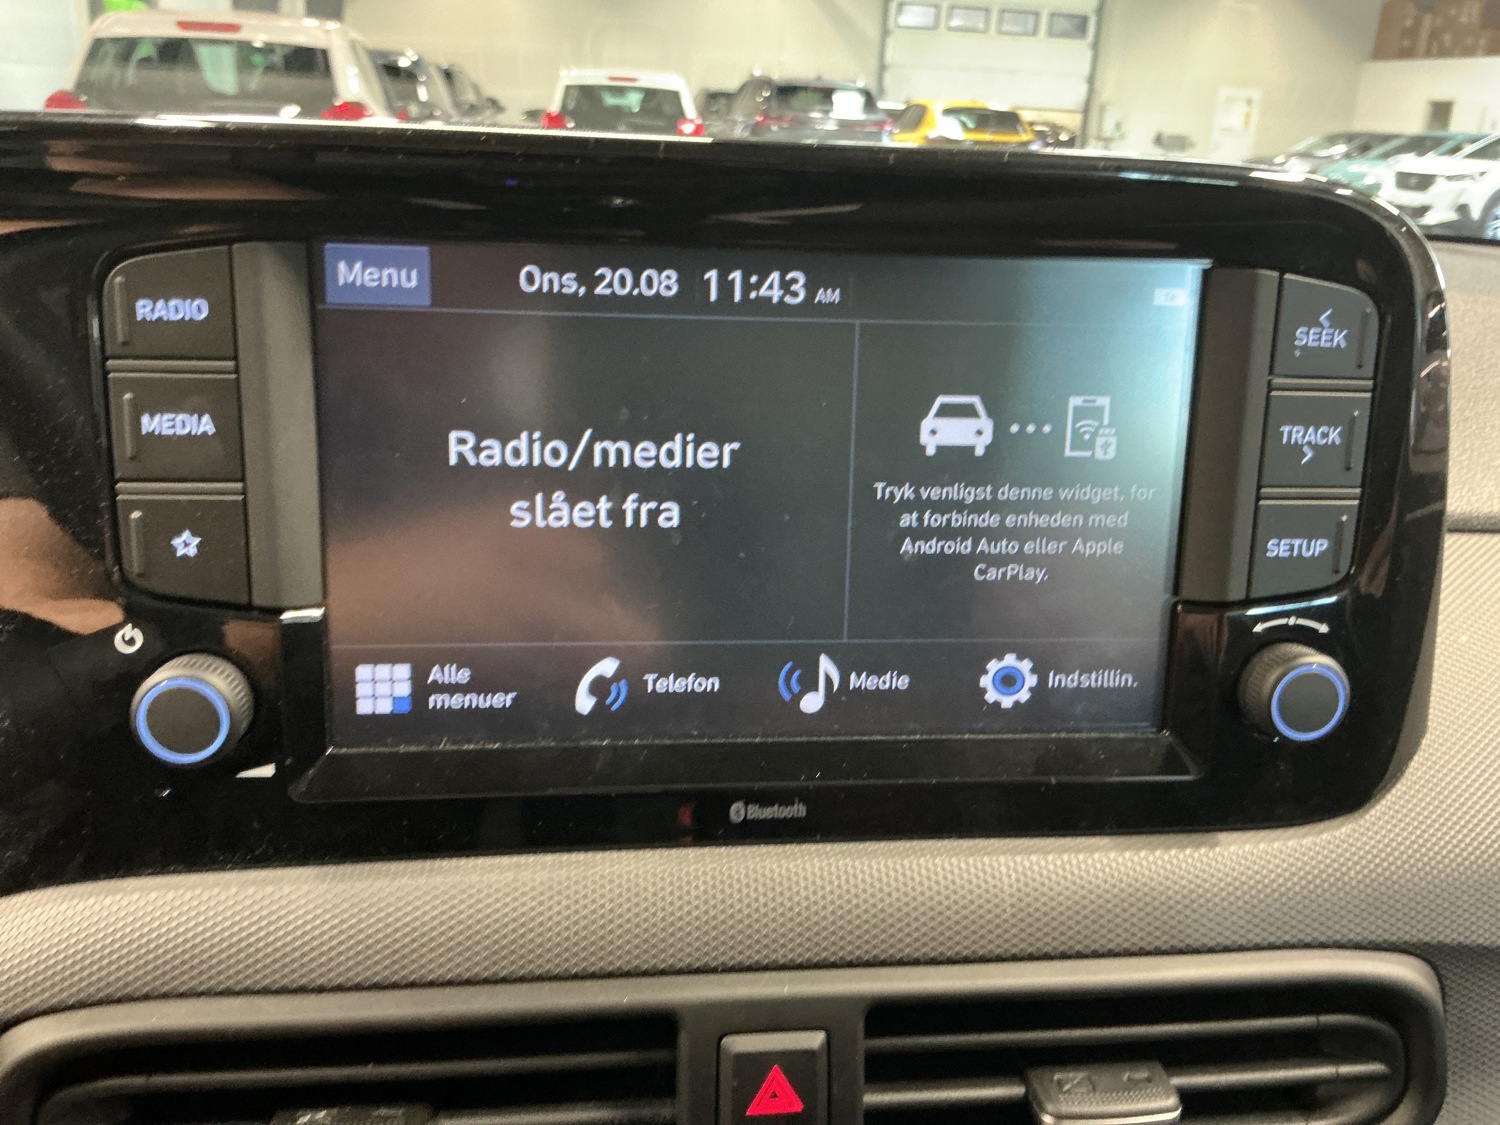 RADIO
MEDIA
Menu
Ons, 20.08 11:43 AM
Radio/medier
slået fra
Tryk venligst denne widget, for
at forbinde enheden med
Android Auto eller Apple
CarPlay.
Alle
menuer
Telefon
Medie
Indstillin.
SEEK
TRACK
SETUP
Bluetooth